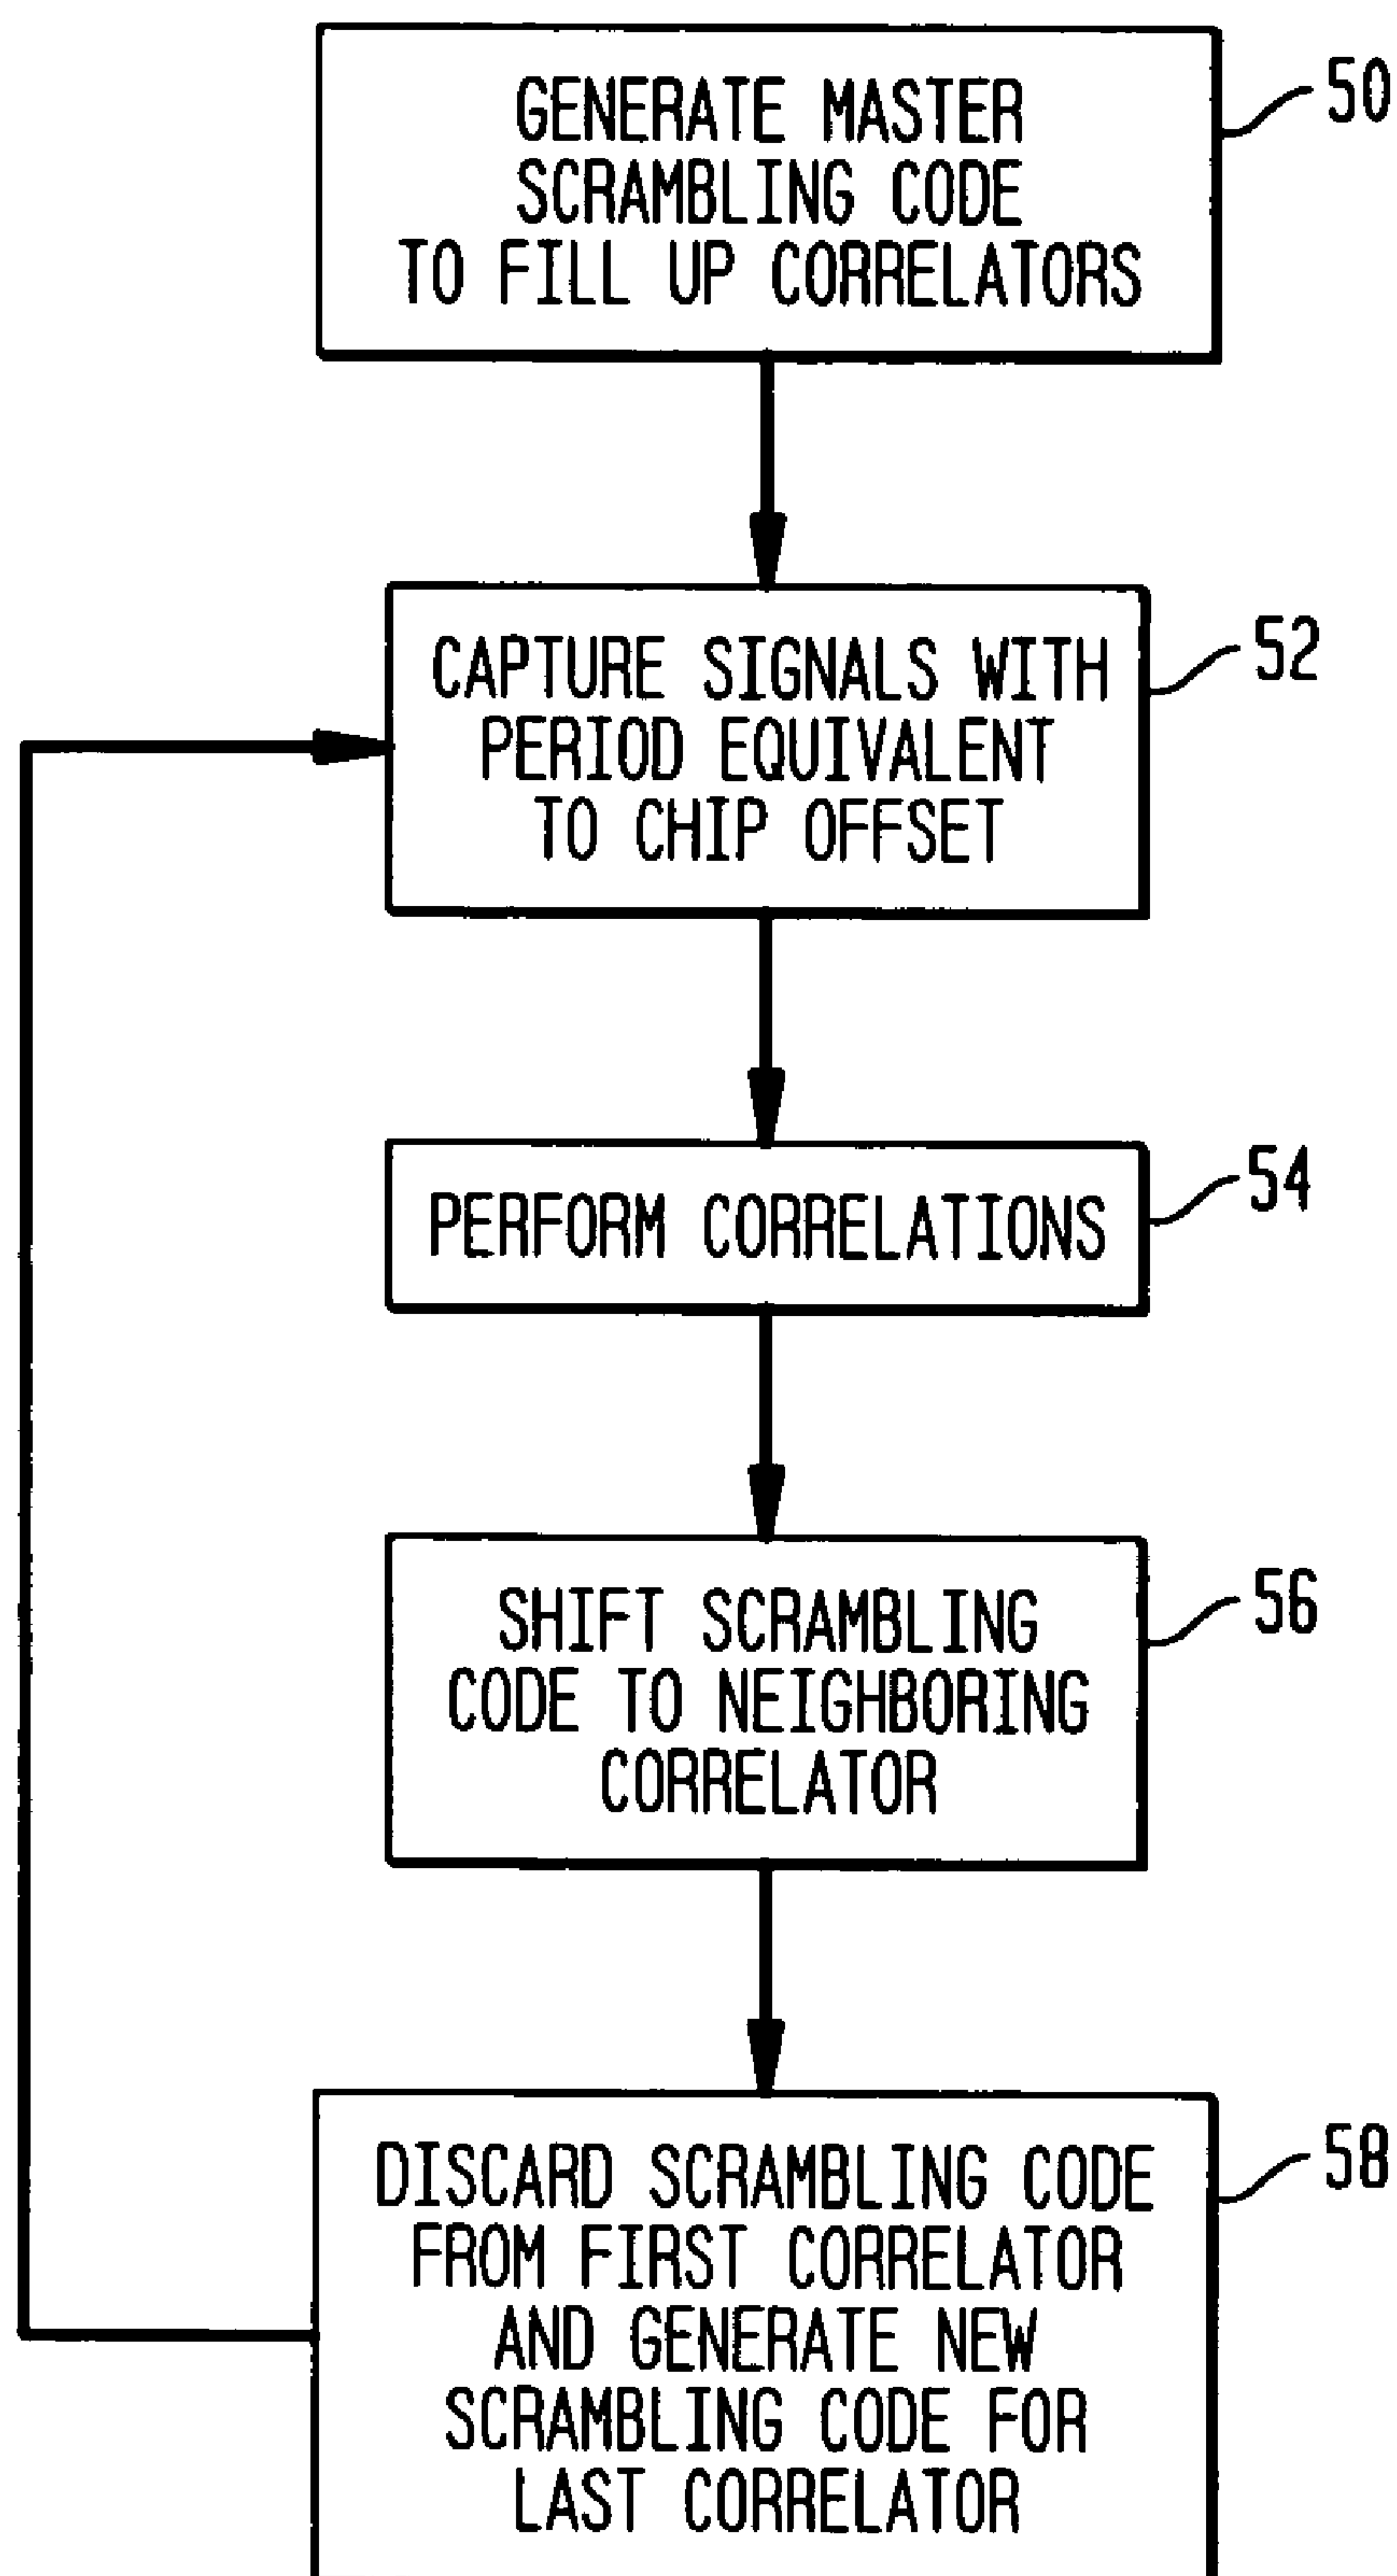 GENERATE MASTER
SCRAMBLING CODE
TO FILL UP CORRELATORS
50
CAPTURE SIGNALS WITH
PERIOD EQUIVALENT
TO CHIP OFFSET
52
PERFORM CORRELATIONS
54
SHIFT SCRAMBLING
CODE TO NEIGHBORING
CORRELATOR
56
DISCARD SCRAMBLING CODE
FROM FIRST CORRELATOR
AND GENERATE NEW
SCRAMBLING CODE FOR
LAST CORRELATOR
58